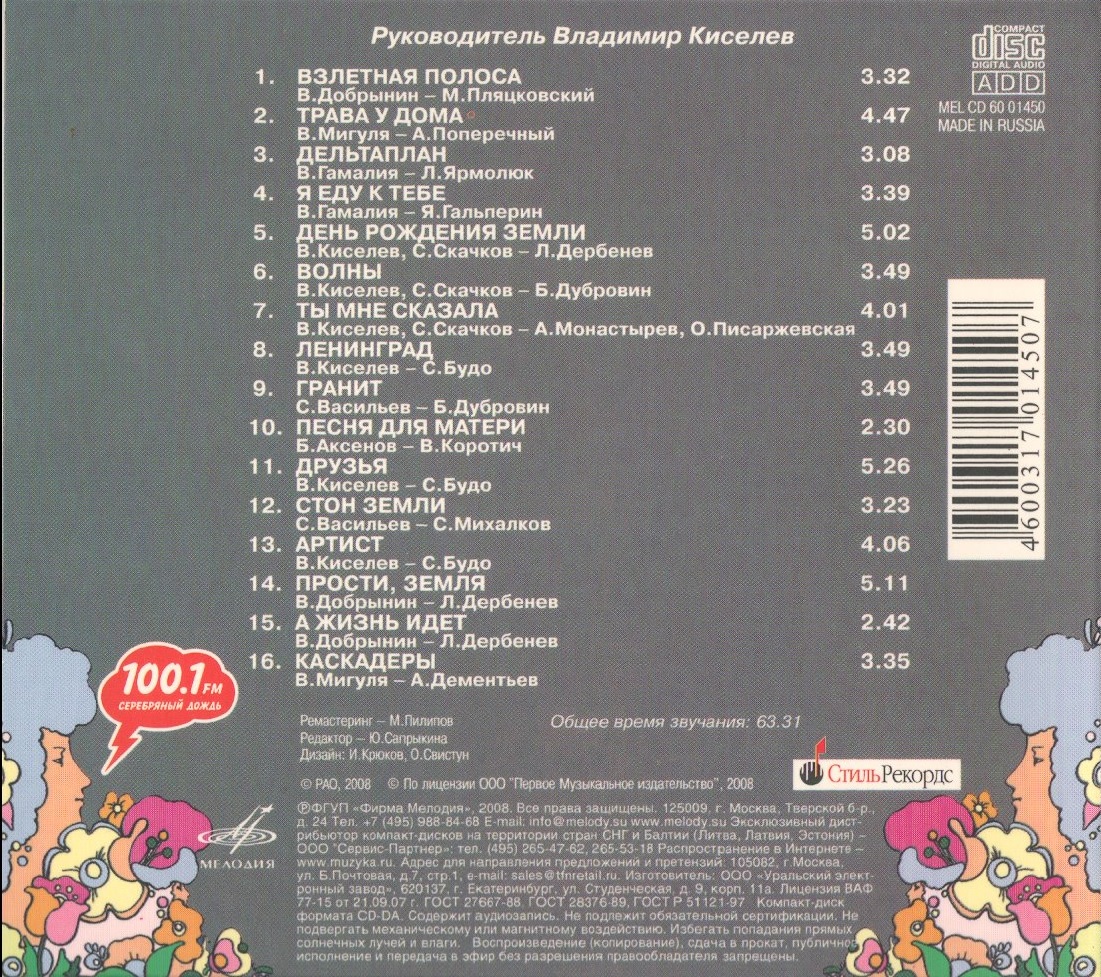 Руководитель Владимир Киселев
COMPACT
disc
DIGITAL AUDIO
ADD
MEL CD 60 01450
MADE IN RUSSIA
1. ВЗЛЕТНАЯ ПОЛОСА 3.32
В.Добрынин – М.Пляцковский
2. ТРАВА У ДОМА 4.47
В.Мигуля – А.Поперечный
3. ДЕЛЬТАПЛАН 3.08
В.Гамалия – Л.Ярмолюк
4. Я ЕДУ К ТЕБЕ 3.39
В.Гамалия – Я.Гальперин
5. ДЕНЬ РОЖДЕНИЯ ЗЕМЛИ 5.02
В.Киселев, С.Скачков – Л.Дербенев
6. ВОЛНЫ 3.49
В.Киселев, С.Скачков – Б.Дубровин
7. ТЫ МНЕ СКАЗАЛА 4.01
В.Киселев, С.Скачков – А.Монастырев, О.Писаржевская
8. ЛЕНИНГРАД 3.49
В.Киселев – С.Будо
9. ГРАНИТ 3.49
С.Васильев – Б.Дубровин
10. ПЕСНЯ ДЛЯ МАТЕРИ 2.30
Б.Аксенов – В.Коротич
11. ДРУЗЬЯ 5.26
В.Киселев – С.Будо
12. СТОН ЗЕМЛИ 3.23
С.Васильев – С.Михалков
13. АРТИСТ 4.06
В.Киселев – С.Будо
14. ПРОСТИ, ЗЕМЛЯ 5.11
В.Добрынин – Л.Дербенев
15. А ЖИЗНЬ ИДЕТ 2.42
В.Добрынин – Л.Дербенев
16. КАСКАДЕРЫ 3.35
В.Мигуля – А.Дементьев
4600317014507
100.1 FM
СЕРЕБРЯНЫЙ ДОЖДЬ
Ремастеринг – М.Пилипов
Редактор – Ю.Сапрыкина
Дизайн: И.Крюков, О.Свистун
Общее время звучания: 63.31
СтильРекордс
© РАО, 2008 © По лицензии ООО "Первое Музыкальное издательство", 2008
МЕЛОДИЯ
℗ФГУП «Фирма Мелодия», 2008. Все права защищены. 125009, г. Москва, Тверской б-р.,
д. 24 Тел. +7 (495) 988-84-68 E-mail: info@melody.su www.melody.su Эксклюзивный дист-
рибьютор компакт-дисков на территории стран СНГ и Балтии (Литва, Латвия, Эстония) –
ООО "Сервис-Партнер» тел.: (495) 265-47-62, 265-53-18 Распространение в Интернете –
www.muzyka.ru. Адрес для направления предложений и претензий: 105082, г.Москва,
ул. Б.Почтовая, д.7, стр.1, e-mail: sales@tfnretail.ru. Изготовитель: ООО «Уральский элект-
ронный завод», 620137, г. Екатеринбург, ул. Студенческая, д. 9, корп. 11а. Лицензия ВАФ
77-15 от 21.09.07 г. ГОСТ 27667-88, ГОСТ 28376-89, ГОСТ Р 51121-97 Компакт-диск
формата CD-DA. Содержит аудиозапись. Не подлежит обязательной сертификации. Не
подвергать механическому или магнитному воздействию. Избегать попадания прямых
солнечных лучей и влаги. Воспроизведение (копирование), сдача в прокат, публичное
исполнение и передача в эфир без разрешения правообладателя запрещены.